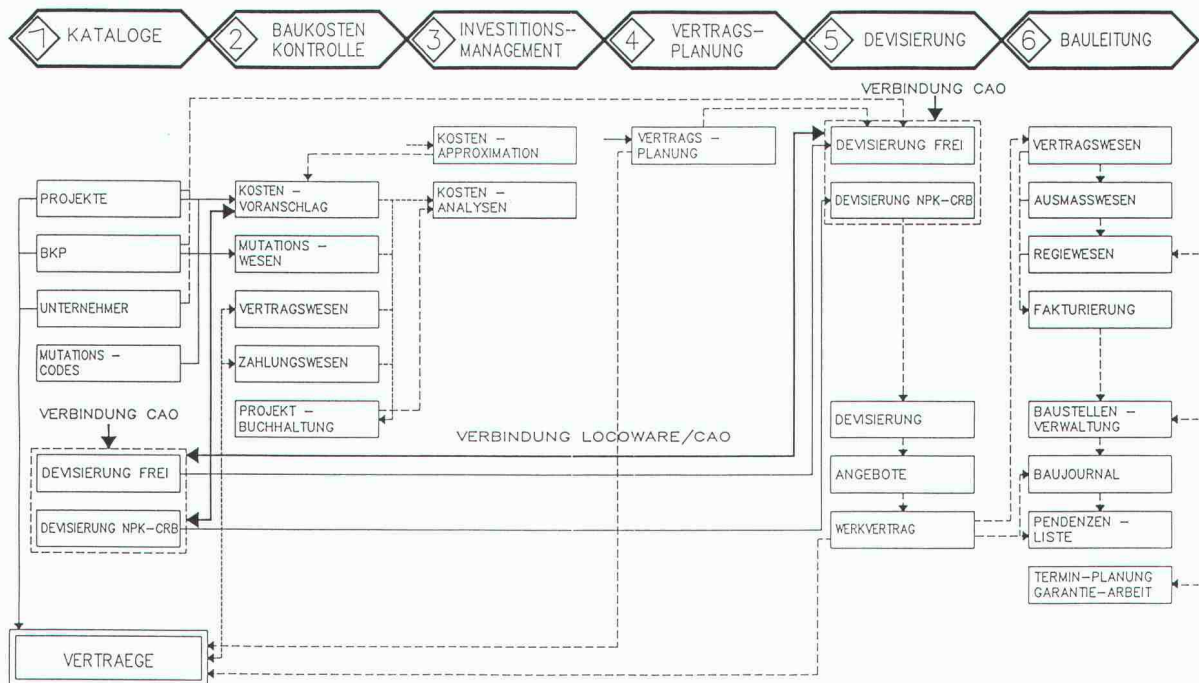 1 KATALOGE
2 BAUKOSTEN
KONTROLLE
3 INVESTITIONS-
MANAGEMENT
4 VERTRAGS-
PLANUNG
5 DEVISIERUNG
6 BAULEITUNG
PROJEKTE
BKP
UNTERNEHMER
MUTATIONS -
CODES
VERBINDUNG CAO
DEVISIERUNG FREI
DEVISIERUNG NPK-CRB
VERTRAEGE
KOSTEN -
VORANSCHLAG
MUTATIONS -
WESEN
VERTRAGSWESEN
ZAHLUNGSWESEN
PROJEKT -
BUCHHALTUNG
KOSTEN -
APPROXIMATION
KOSTEN -
ANALYSEN
VERBINDUNG LOCOWARE/CAO
VERTRAGS -
PLANUNG
VERBINDUNG CAO
DEVISIERUNG FREI
DEVISIERUNG NPK-CRB
DEVISIERUNG
ANGEBOTE
WERKVERTRAG
VERTRAGSWESEN
AUSMASSWESEN
REGIEWESEN
FAKTURIERUNG
BAUSTELLEN -
VERWALTUNG
BAUJOURNAL
PENDENZEN -
LISTE
TERMIN-PLANUNG
GARANTIE-ARBEIT